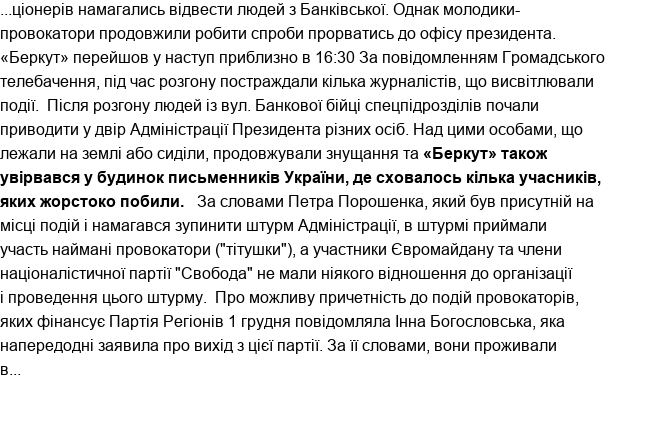 ...ціонерів намагались відвести людей з Банківської. Однак молодики-
провокатори продовжили робити спроби прорватись до офісу президента.
«Беркут» перейшов у наступ приблизно в 16:30 За повідомленням Громадського
телебачення, під час розгону постраждали кілька журналістів, що висвітлювали
події.  Після розгону людей із вул. Банкової бійці спецпідрозділів почали
приводити у двір Адміністрації Президента різних осіб. Над цими особами, що
лежали на землі або сиділи, продовжували знущання та «Беркут» також
увірвався у будинок письменників України, де сховалось кілька учасників,
яких жорстоко побили.   За словами Петра Порошенка, який був присутній на
місці подій і намагався зупинити штурм Адміністрації, в штурмі приймали
участь наймані провокатори ("тітушки"), а участники Євромайдану та члени
націоналістичної партії "Свобода" не мали ніякого відношення до організації
і проведення цього штурму.  Про можливу причетність до подій провокаторів,
яких фінансує Партія Регіонів 1 грудня повідомляла Інна Богословська, яка
напередодні заявила про вихід з цієї партії. За її словами, вони проживали
в...